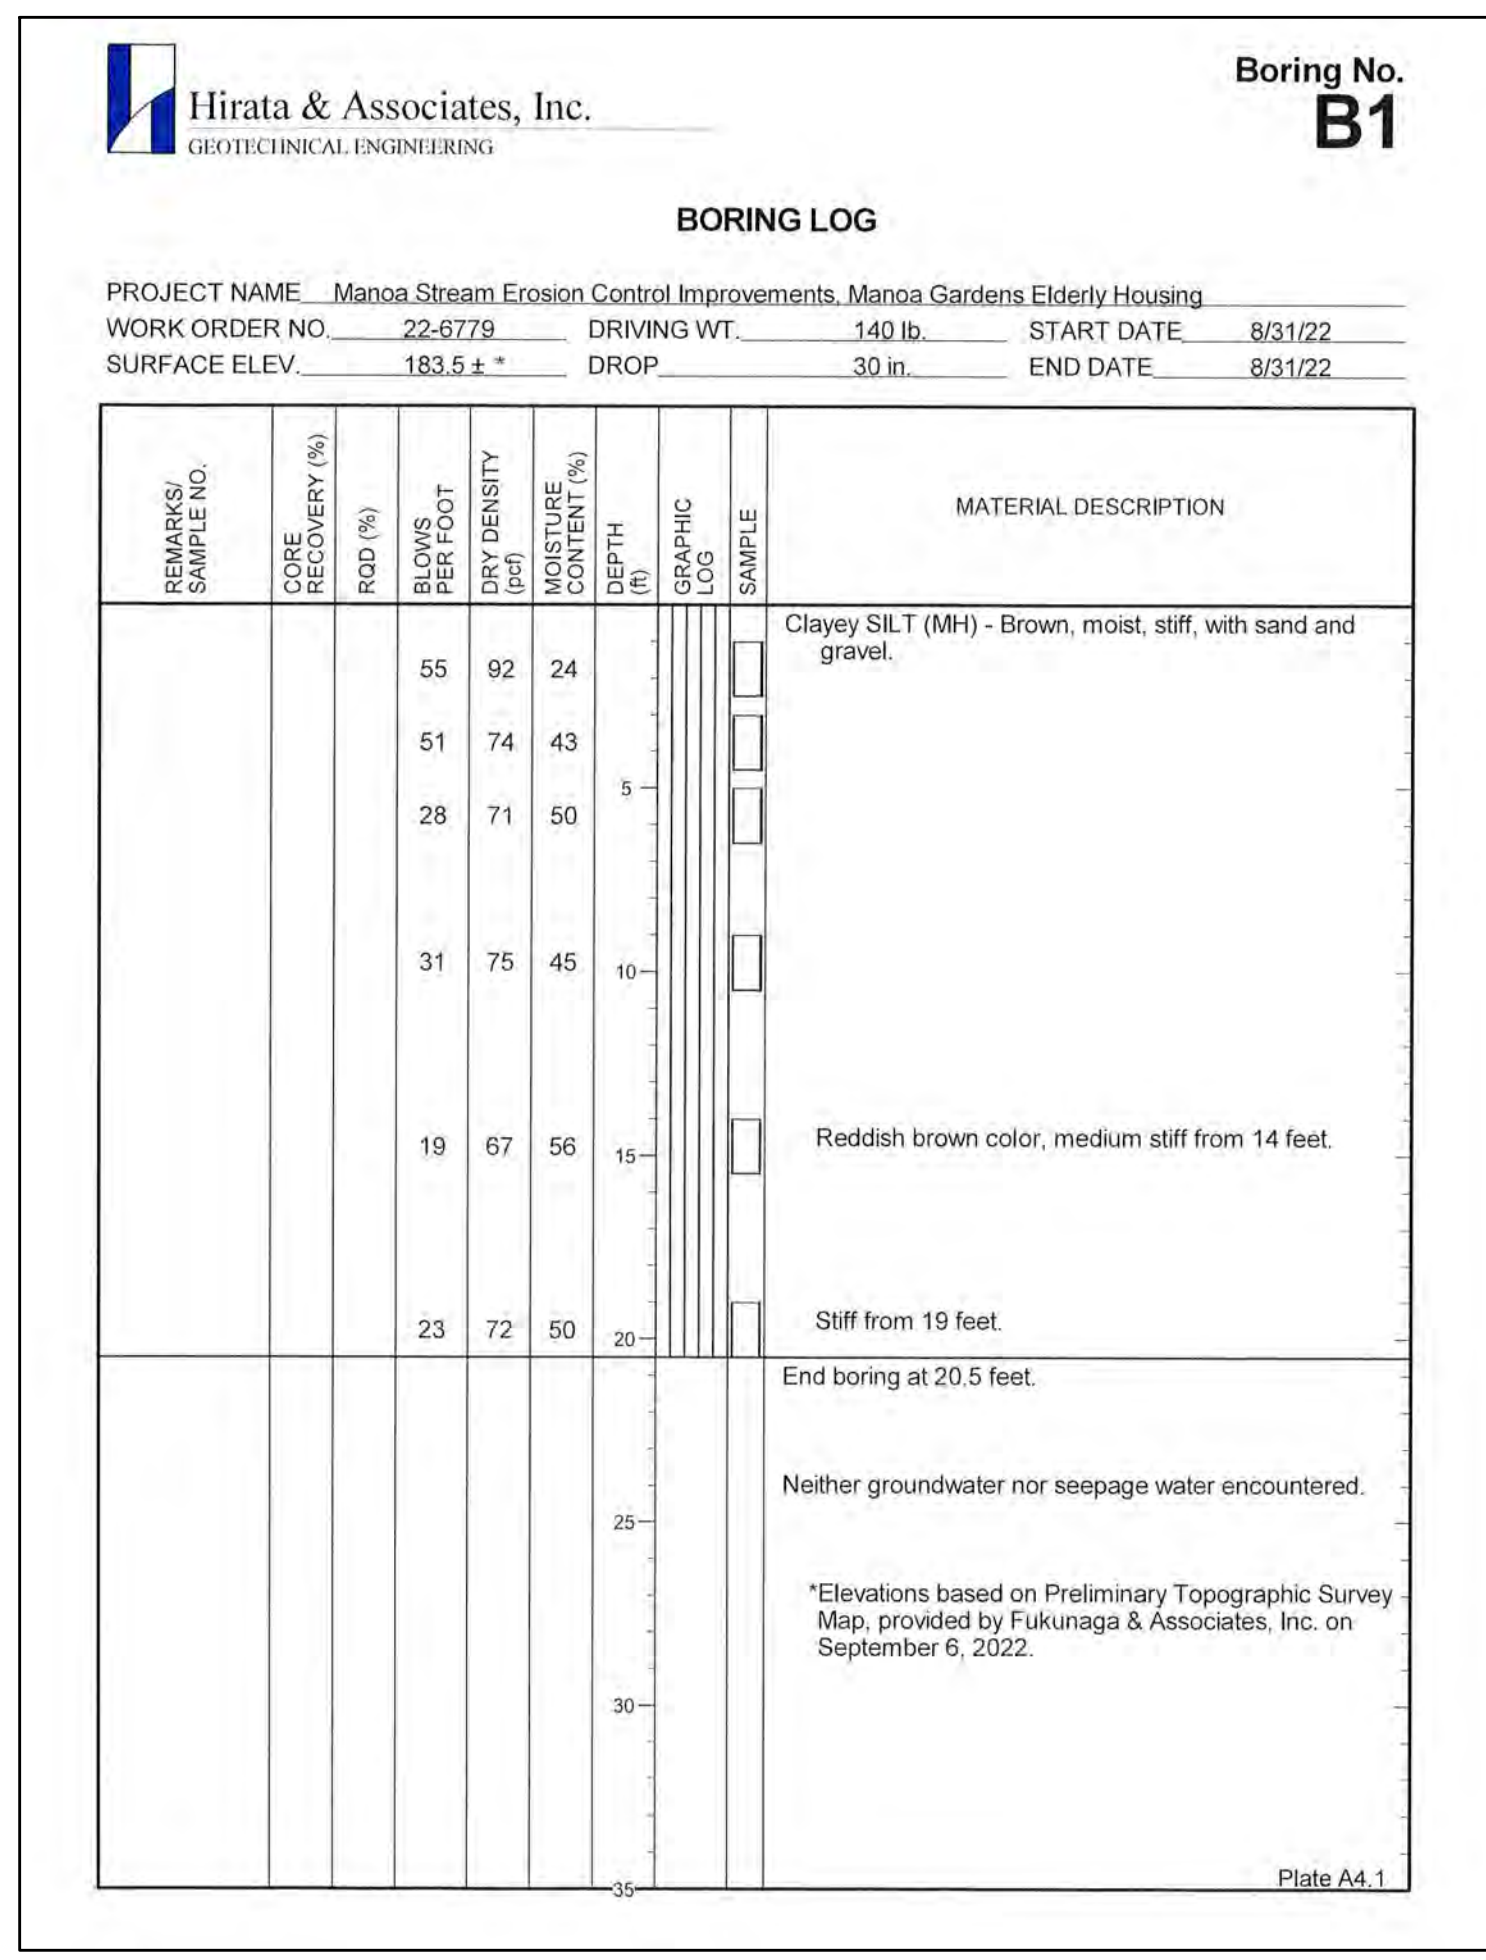 Boring No.
B1
Hirata & Associates, Inc.
GEOTECHNICAL ENGINEERING
BORING LOG
PROJECT NAME Manoa Stream Erosion Control Improvements, Manoa Gardens Elderly Housing
WORK ORDER NO. 22-6779 DRIVING WT. 140 lb. START DATE 8/31/22
SURFACE ELEV. 183.5 ± * DROP 30 in. END DATE 8/31/22
REMARKS/
SAMPLE NO.
CORE
RECOVERY (%)
RQD (%)
BLOWS
PER FOOT
DRY DENSITY
(pcf)
MOISTURE
CONTENT (%)
DEPTH
(ft)
GRAPHIC
LOG
SAMPLE
MATERIAL DESCRIPTION
Clayey SILT (MH) - Brown, moist, stiff, with sand and
gravel.
55 92 24
51 74 43
5
28 71 50
31 75 45 10
19 67 56 15 Reddish brown color, medium stiff from 14 feet.
23 72 50 20 Stiff from 19 feet.
End boring at 20.5 feet.
Neither groundwater nor seepage water encountered.
25
*Elevations based on Preliminary Topographic Survey
Map, provided by Fukunaga & Associates, Inc. on
September 6, 2022.
30
Plate A4.1
35